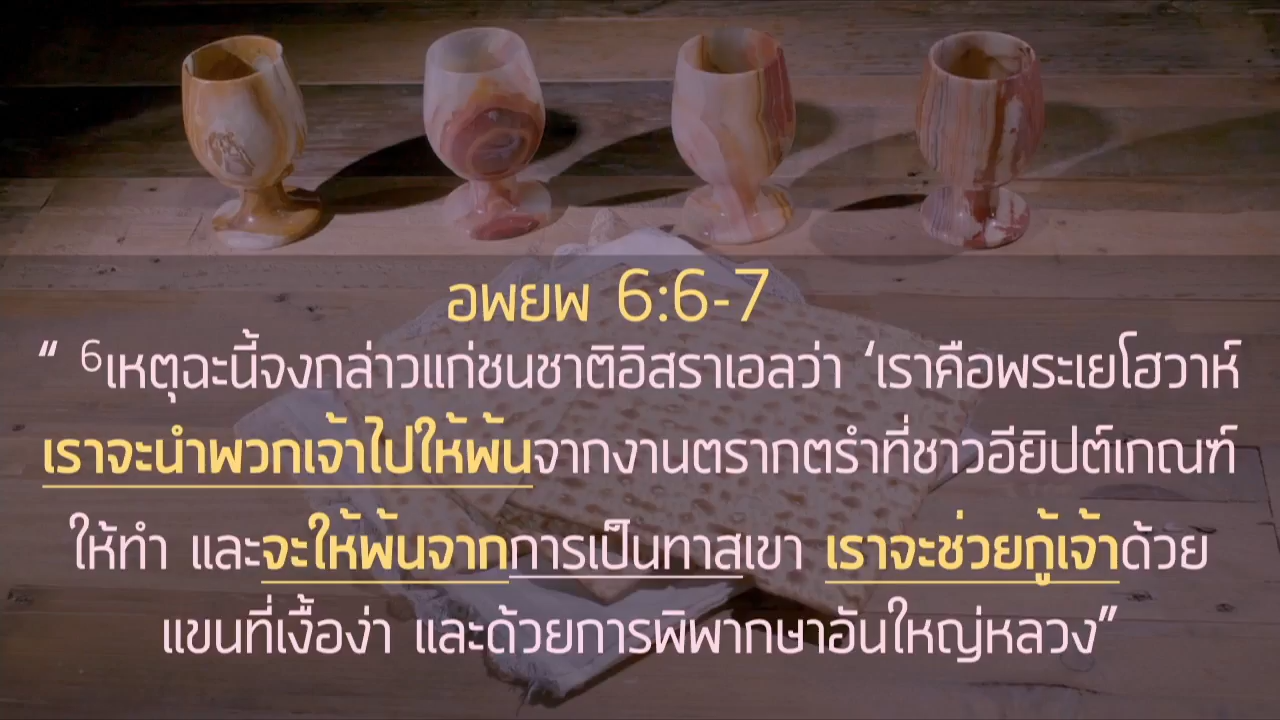 อพยพ 6:6-7
“ 6เหตุฉะนี้จงกล่าวแก่ชนชาติอิสราเอลว่า ‘เราคือพระเยโฮวาห์
เราจะนำพวกเจ้าไปให้พ้นจากงานตรากตรำที่ชาวอียิปต์เกณฑ์
ให้ทำ และจะให้พ้นจากการเป็นทาสเขา เราจะช่วยกู้เจ้าด้วย
แขนที่เงื้อง่า และด้วยการพิพากษาอันใหญ่หลวง”